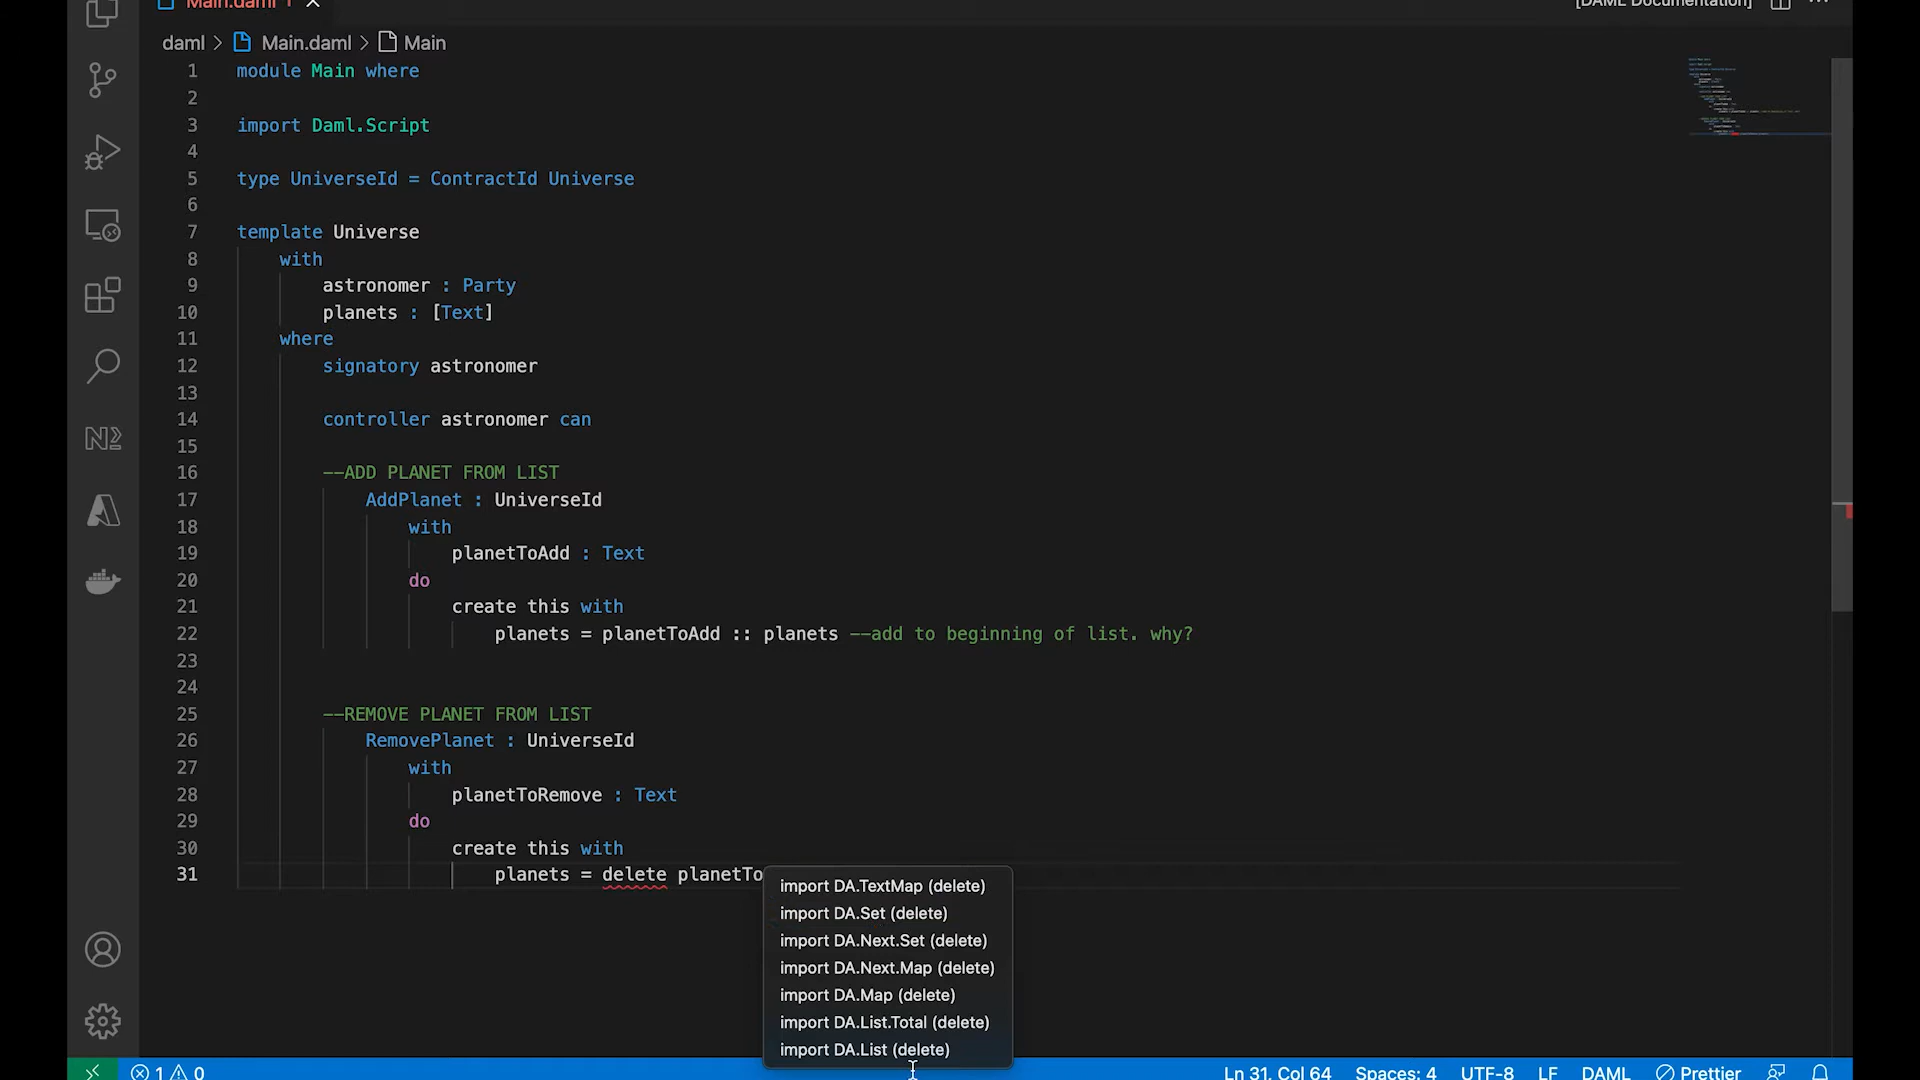 Main.daml 1
[DAML Documentation]
daml > Main.daml > Main
1 module Main where
2
3 import Daml.Script
4
5 type UniverseId = ContractId Universe
6
7 template Universe
8 with
9 astronomer : Party
10 planets : [Text]
11 where
12 signatory astronomer
13
14 controller astronomer can
15
16 --ADD PLANET FROM LIST
17 AddPlanet : UniverseId
18 with
19 planetToAdd : Text
20 do
21 create this with
22 planets = planetToAdd :: planets --add to beginning of list. why?
23
24
25 --REMOVE PLANET FROM LIST
26 RemovePlanet : UniverseId
27 with
28 planetToRemove : Text
29 do
30 create this with
31 planets = delete planetTo
import DA.TextMap (delete)
import DA.Set (delete)
import DA.Next.Set (delete)
import DA.Next.Map (delete)
import DA.Map (delete)
import DA.List.Total (delete)
import DA.List (delete)
1 0 Ln 31, Col 64 Spaces: 4 UTF-8 LF DAML Prettier